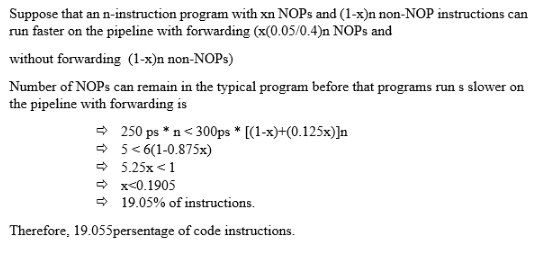 Suppose that an n-instruction program with xn NOPs and (1-x)n non-NOP instructions can
run faster on the pipeline with forwarding (x(0.05/0.4)n NOPs and
without forwarding (1-x)n non-NOPs)
Number of NOPs can remain in the typical program before that programs run s slower on
the pipeline with forwarding is
⇒ 250 ps * n < 300ps * [(1-x)+(0.125x)]n
⇒ 5 < 6(1-0.875x)
⇒ 5.25x < 1
⇒ x<0.1905
⇒ 19.05% of instructions.
Therefore, 19.055persentage of code instructions.